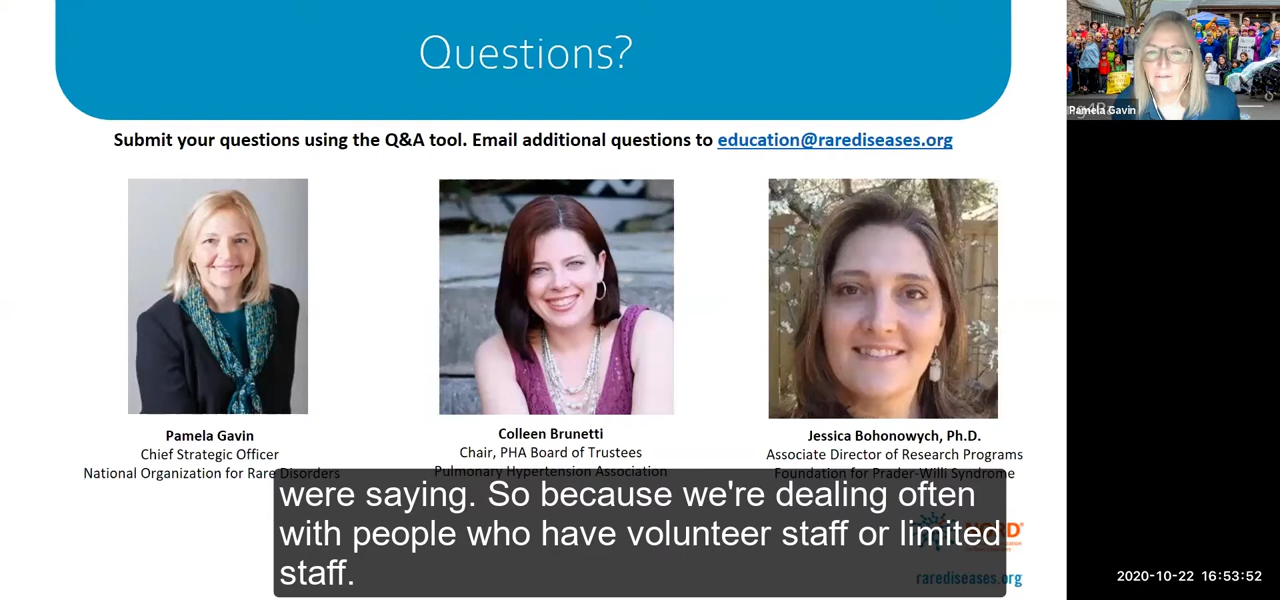 Questions?
Submit your questions using the Q&A tool. Email additional questions to education@rarediseases.org
Pamela Gavin
Pamela Gavin
Chief Strategic Officer
National Organization for Rare Disorders
Colleen Brunetti
Chair, PHA Board of Trustees
Pulmonary Hypertension Association
Jessica Bohonowych, Ph.D.
Associate Director of Research Programs
Foundation for Prader-Willi Syndrome
were saying. So because we're dealing often
with people who have volunteer staff or limited
staff.
NORD
rarediseases.org
2020-10-22 16:53:52